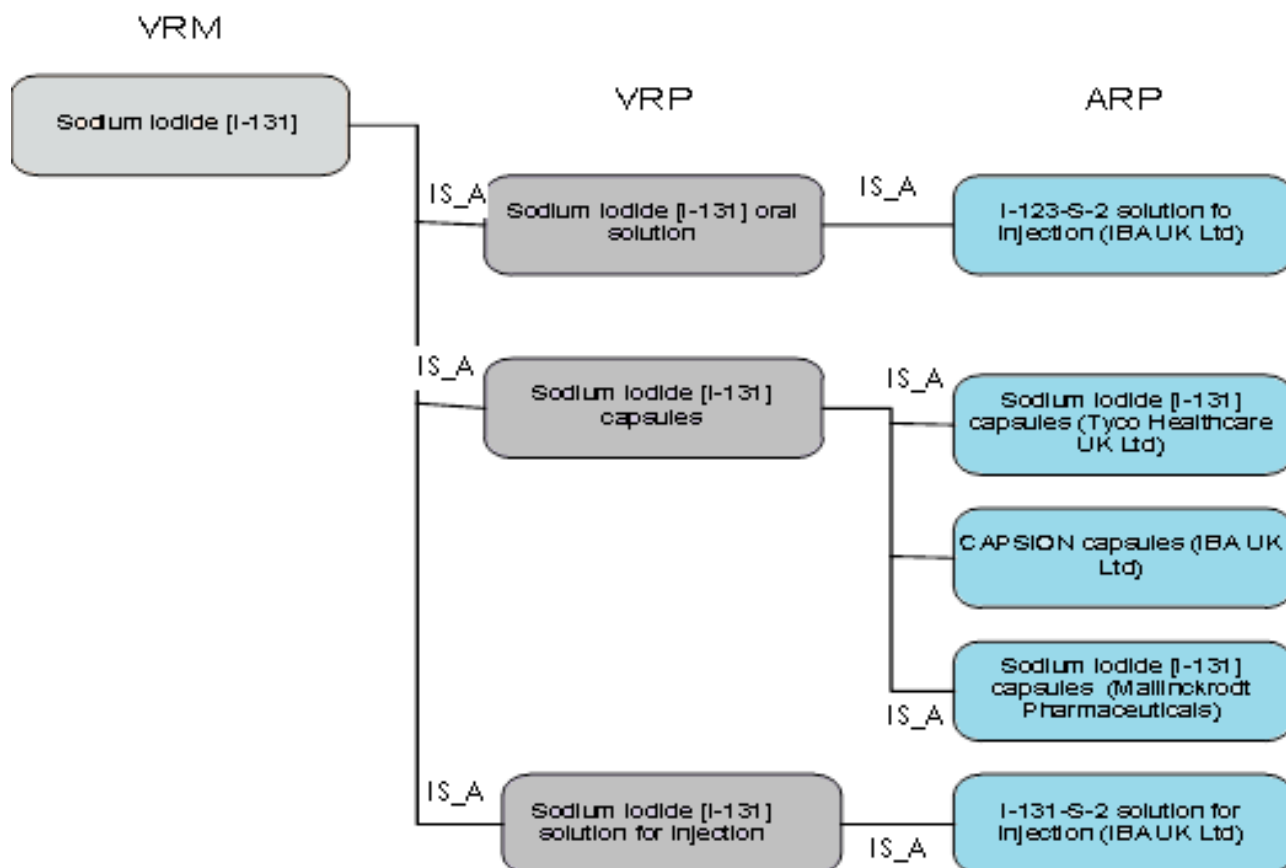 VRM
Sodium Iodide [I-131]
VRP
ARP
IS_A
Sodium Iodide [I-131] oral
solution
IS_A
I-123-S-2 solution fo
Injection (IBA UK Ltd)
IS_A
Sodium Iodide [I-131]
capsules
IS_A
Sodium Iodide [I-131]
capsules (Tyco Healthcare
UK Ltd)
CAPSION capsules (IBA UK
Ltd)
IS_A
Sodium Iodide [I-131]
capsules (Mallinckrodt
Pharmaceuticals)
IS_A
Sodium Iodide [I-131]
solution for Injection
IS_A
I-131-S-2 solution for
Injection (IBA UK Ltd)